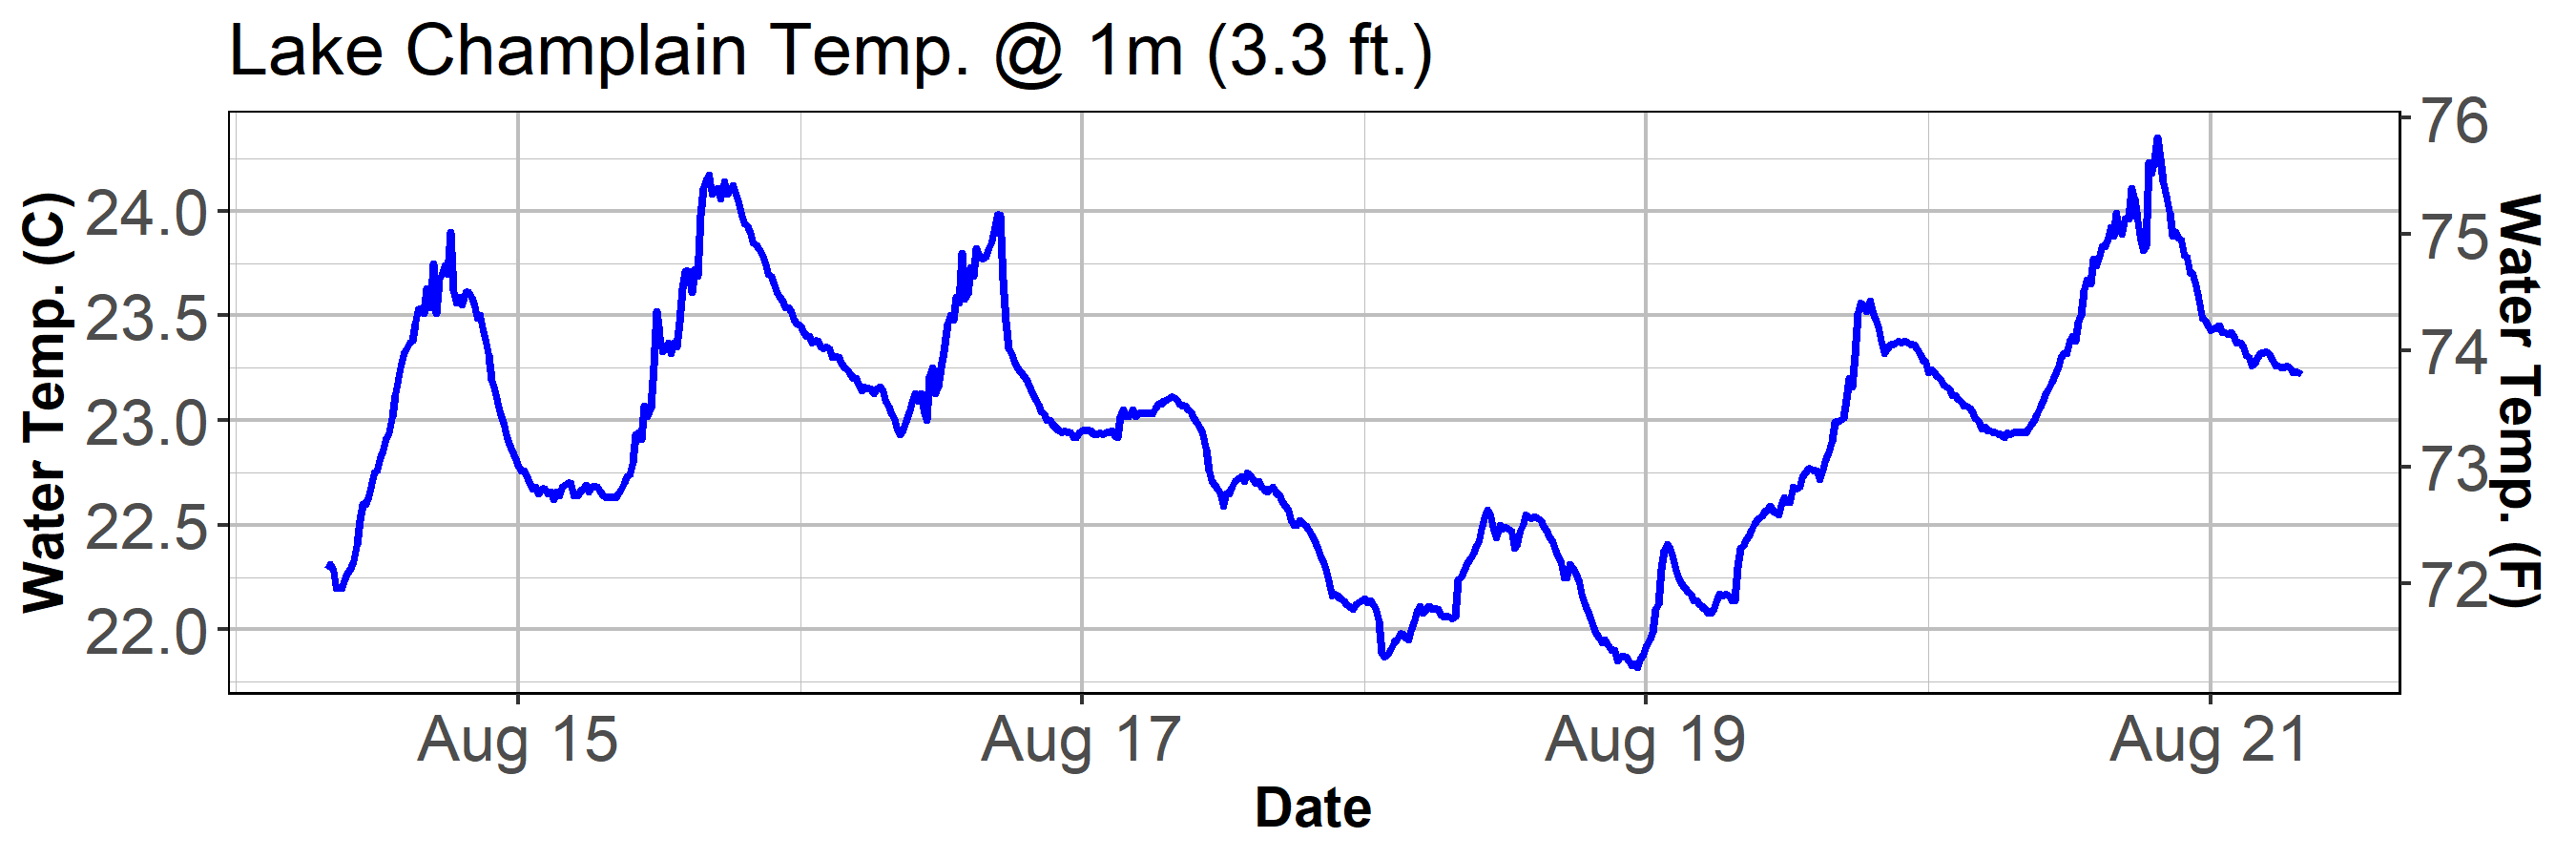 Lake Champlain Temp. @ 1m (3.3 ft.)
Water Temp. (C)
24.0
23.5
23.0
22.5
22.0
76
75
74
73
72
Water Temp. (F)
Aug 15
Aug 17
Aug 19
Aug 21
Date